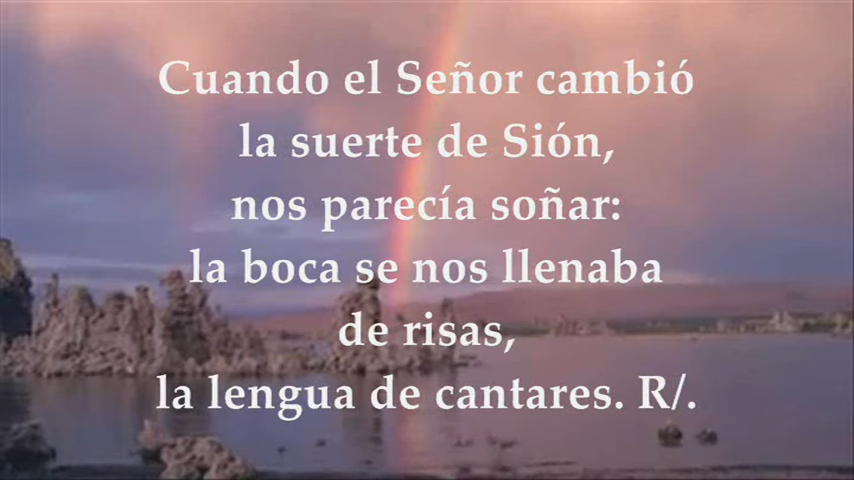 Cuando el Señor cambió
la suerte de Sión,
nos parecía soñar:
la boca se nos llenaba
de risas,
la lengua de cantares. R/.